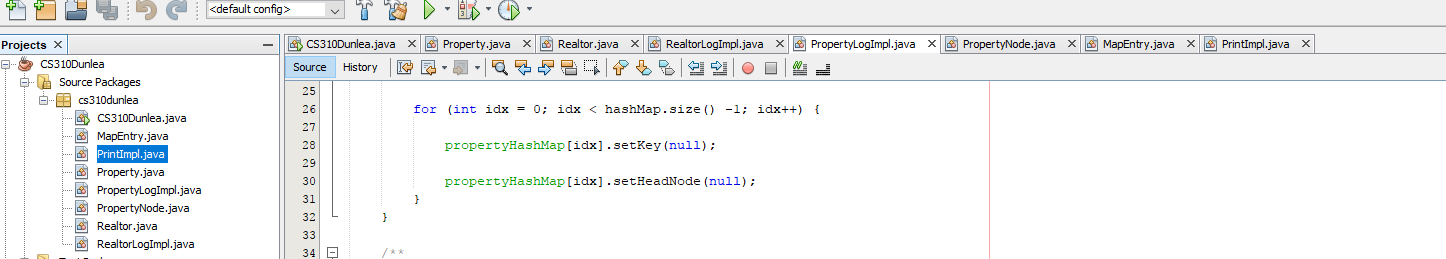 <default config>
Projects
CS310Dunlea.java
Property.java
Realtor.java
RealtorLogImpl.java
PropertyLogImpl.java
PropertyNode.java
MapEntry.java
PrintImpl.java
CS310Dunlea
Source Packages
cs310dunlea
CS310Dunlea.java
MapEntry.java
PrintImpl.java
Property.java
PropertyLogImpl.java
PropertyNode.java
Realtor.java
RealtorLogImpl.java
Source
History
25
26 for (int idx = 0; idx < hashMap.size() -1; idx++) {
27
28 propertyHashMap[idx].setKey(null);
29
30 propertyHashMap[idx].setHeadNode(null);
31 }
32 }
33
34 /**